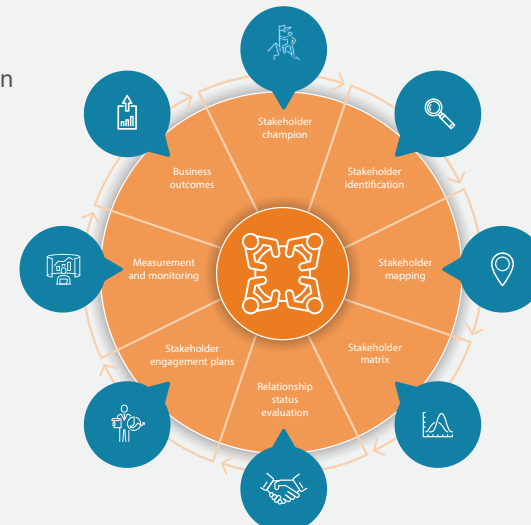 n
Stakeholder
champion
Stakeholder
identification
Stakeholder
mapping
Stakeholder
matrix
Relationship
status
evaluation
Stakeholder
engagement plans
Measurement
and monitoring
Business
outcomes